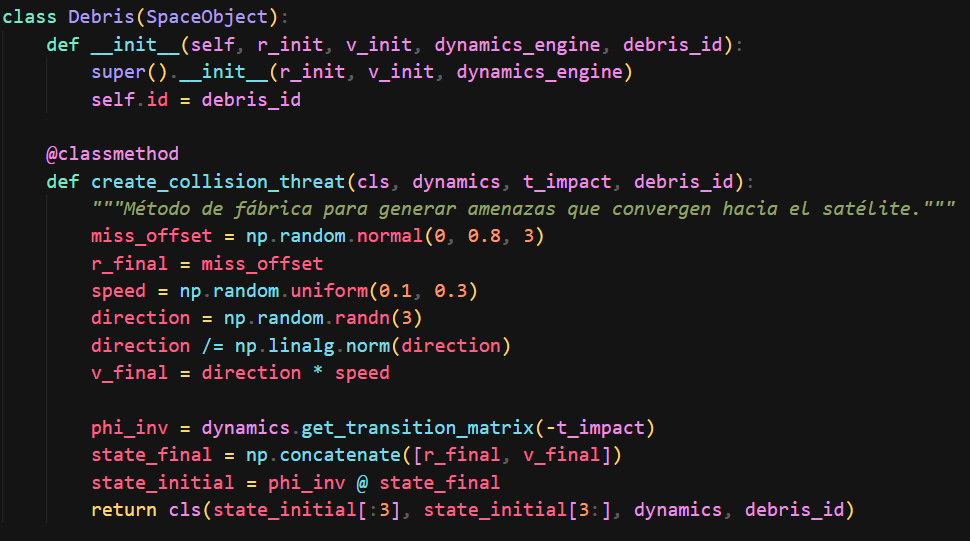 class Debris(SpaceObject):
    def __init__(self, r_init, v_init, dynamics_engine, debris_id):
        super().__init__(r_init, v_init, dynamics_engine)
        self.id = debris_id

    @classmethod
    def create_collision_threat(cls, dynamics, t_impact, debris_id):
        """Método de fábrica para generar amenazas que convergen hacia el satélite."""
        miss_offset = np.random.normal(0, 0.8, 3)
        r_final = miss_offset
        speed = np.random.uniform(0.1, 0.3)
        direction = np.random.randn(3)
        direction /= np.linalg.norm(direction)
        v_final = direction * speed

        phi_inv = dynamics.get_transition_matrix(-t_impact)
        state_final = np.concatenate([r_final, v_final])
        state_initial = phi_inv @ state_final
        return cls(state_initial[:3], state_initial[3:], dynamics, debris_id)